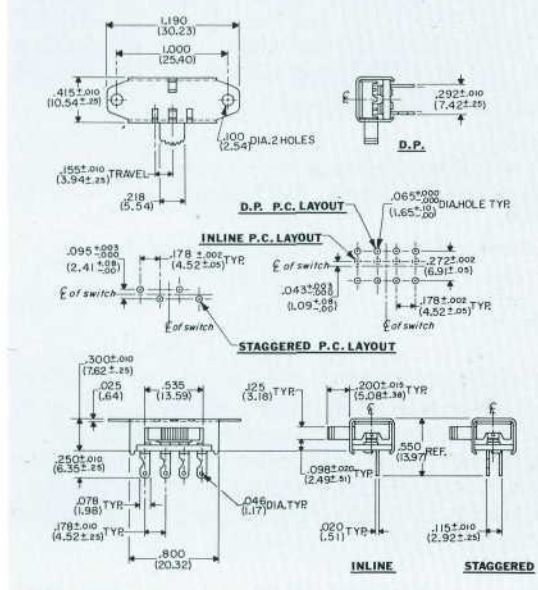 1.190
(30.23)
1.000
(25.40)
.415±.010
(10.54±.25)
.292±.010
(7.42±.25)
.100 DIA. 2 HOLES
(2.54)
D.P.
.155±.010 TRAVEL
(3.94±.25)
.218
(5.54)
.065+.000 -.000 DIA. HOLE TYP.
(1.65+.10 -.00)
D.P. P.C. LAYOUT
INLINE P.C. LAYOUT
.095+.003 -.000
(2.41+.08 -.00)
.178±.002 TYP.
(4.52±.05)
℄ of switch
.272±.002
(6.91±.05)
℄ of switch
.043+.003 -.000
(1.09+.08 -.00)
.178±.002 TYP.
(4.52±.05)
℄ of switch
℄ of switch
STAGGERED P.C. LAYOUT
.300±.010
(7.62±.25)
.025
(.64)
.535
(13.59)
.125 TYP.
(3.18)
.200±.015 TYP.
(5.08±.38)
℄
℄
.550 REF.
(13.97)
.250±.010
(6.35±.25)
.098±.020 TYP.
(2.49±.51)
.078 TYP.
(1.98)
.046 DIA. TYP.
(1.17)
.178±.010 TYP.
(4.52±.25)
.020 TYP.
(.51)
.115±.010
(2.92±.25)
.800
(20.32)
INLINE
STAGGERED